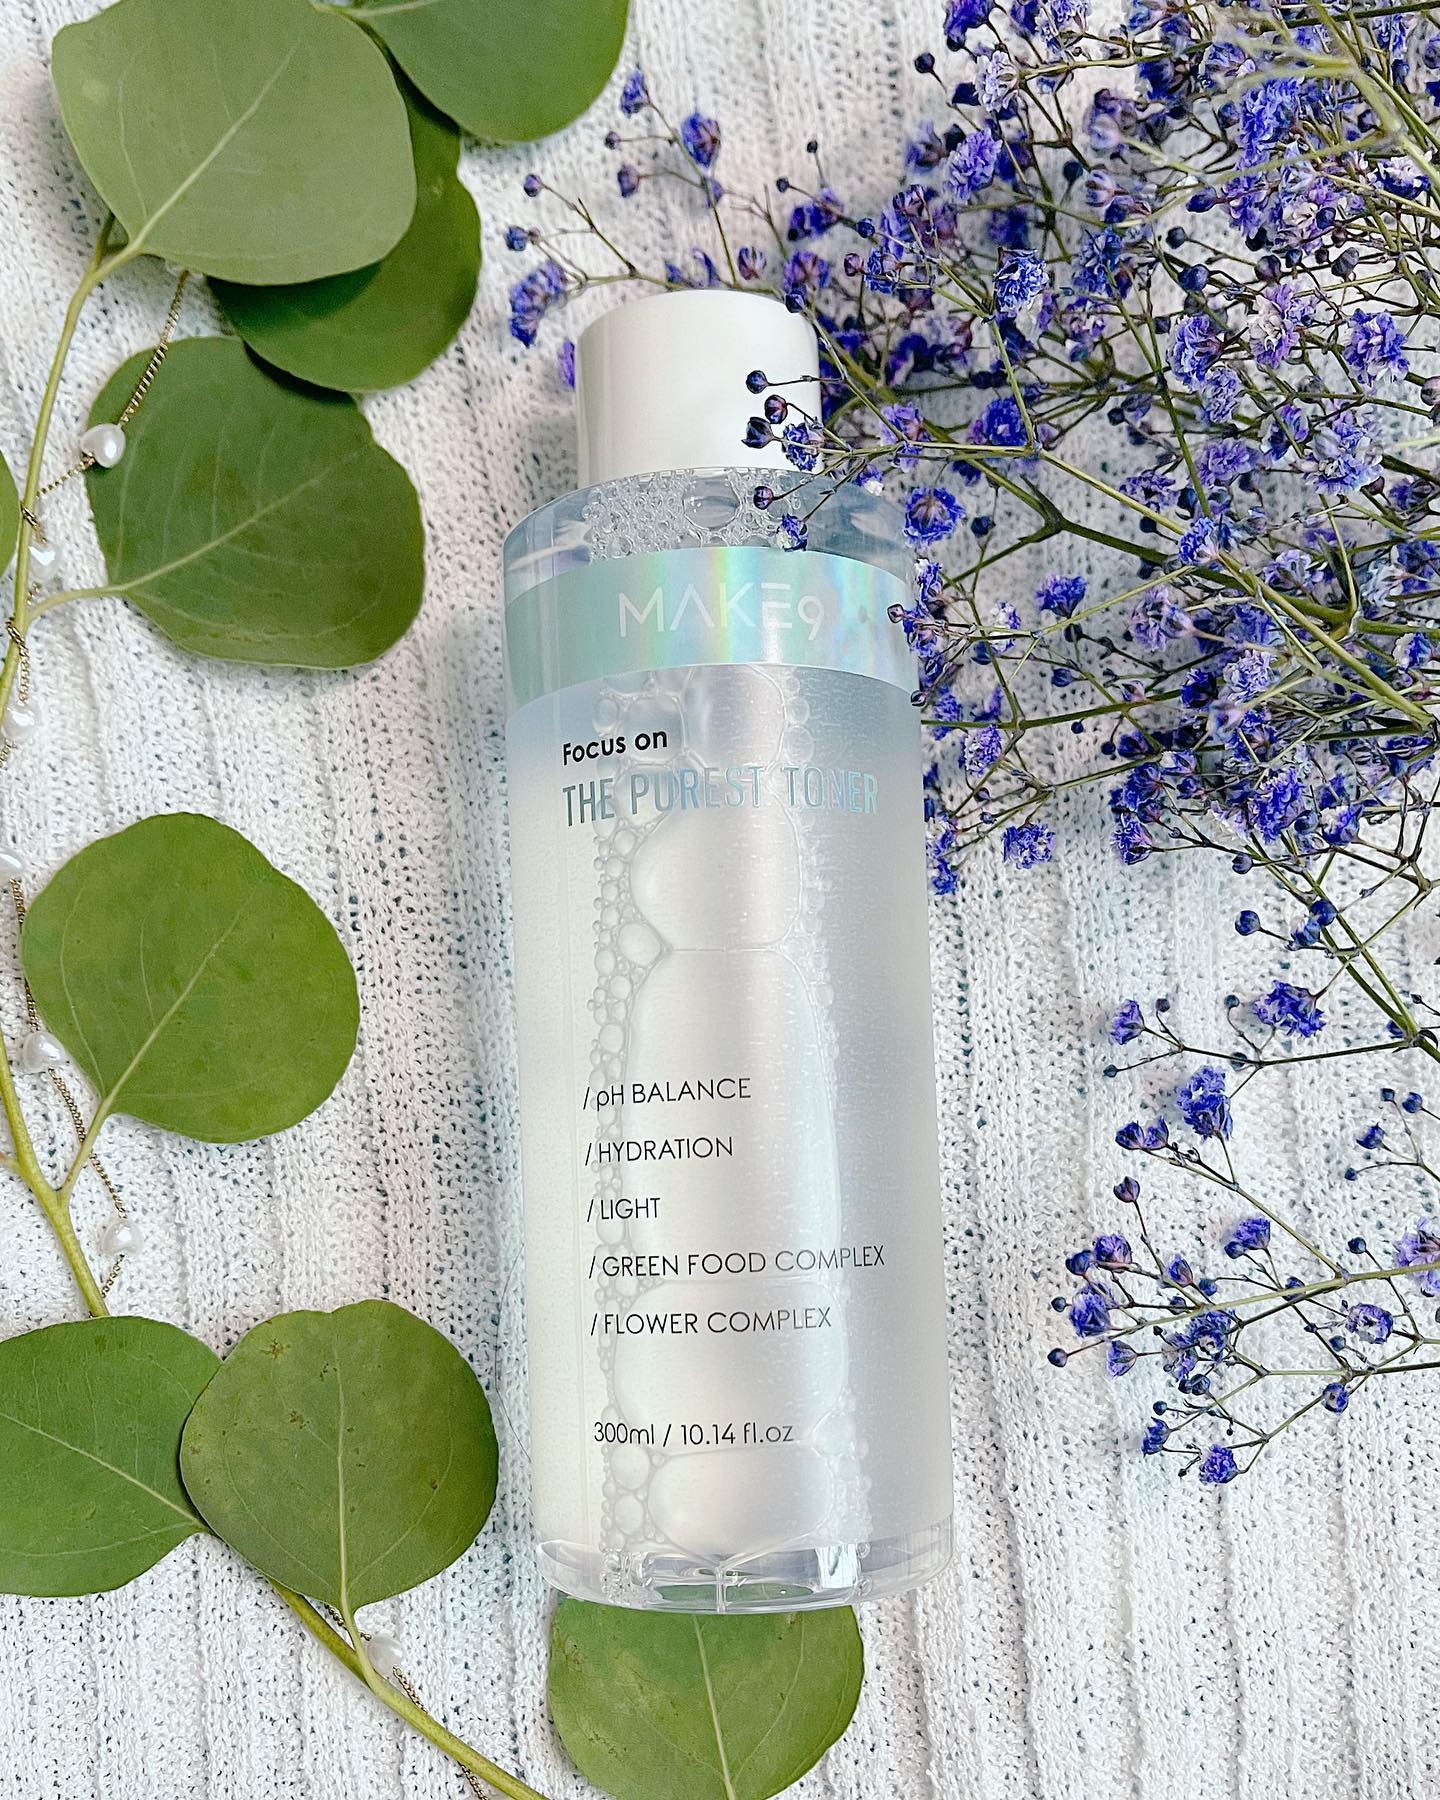 MAKE9
Focus on
THE PUREST TONER
/ pH BALANCE
/ HYDRATION
/ LIGHT
/ GREEN FOOD COMPLEX
/ FLOWER COMPLEX
300ml / 10.14 fl.oz